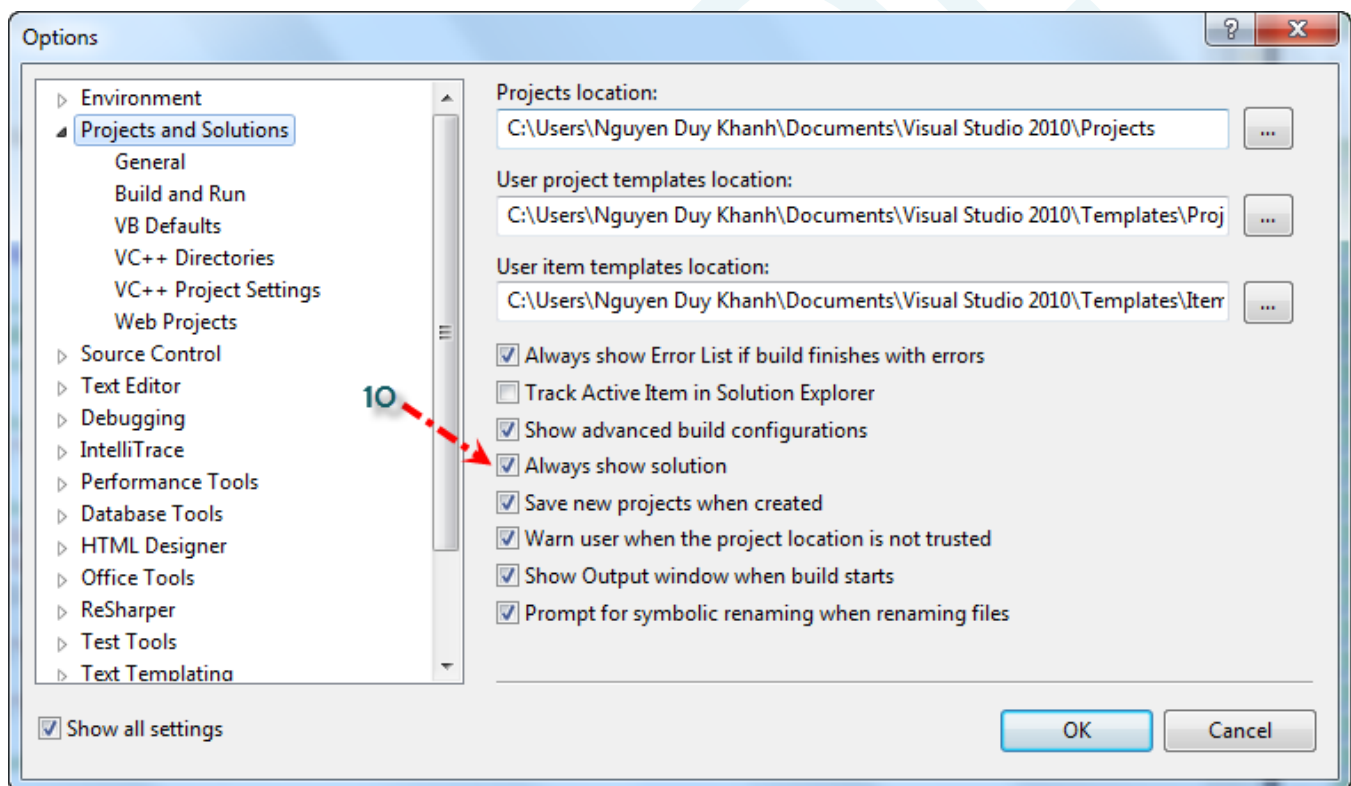 Options
Environment
Projects and Solutions
General
Build and Run
VB Defaults
VC++ Directories
VC++ Project Settings
Web Projects
Source Control
Text Editor
Debugging
IntelliTrace
Performance Tools
Database Tools
HTML Designer
Office Tools
ReSharper
Test Tools
Text Templating
Show all settings
Projects location:
C:\Users\Nguyen Duy Khanh\Documents\Visual Studio 2010\Projects
...
User project templates location:
C:\Users\Nguyen Duy Khanh\Documents\Visual Studio 2010\Templates\Proj
...
User item templates location:
C:\Users\Nguyen Duy Khanh\Documents\Visual Studio 2010\Templates\Item
...
Always show Error List if build finishes with errors
Track Active Item in Solution Explorer
Show advanced build configurations
10
Always show solution
Save new projects when created
Warn user when the project location is not trusted
Show Output window when build starts
Prompt for symbolic renaming when renaming files
OK
Cancel